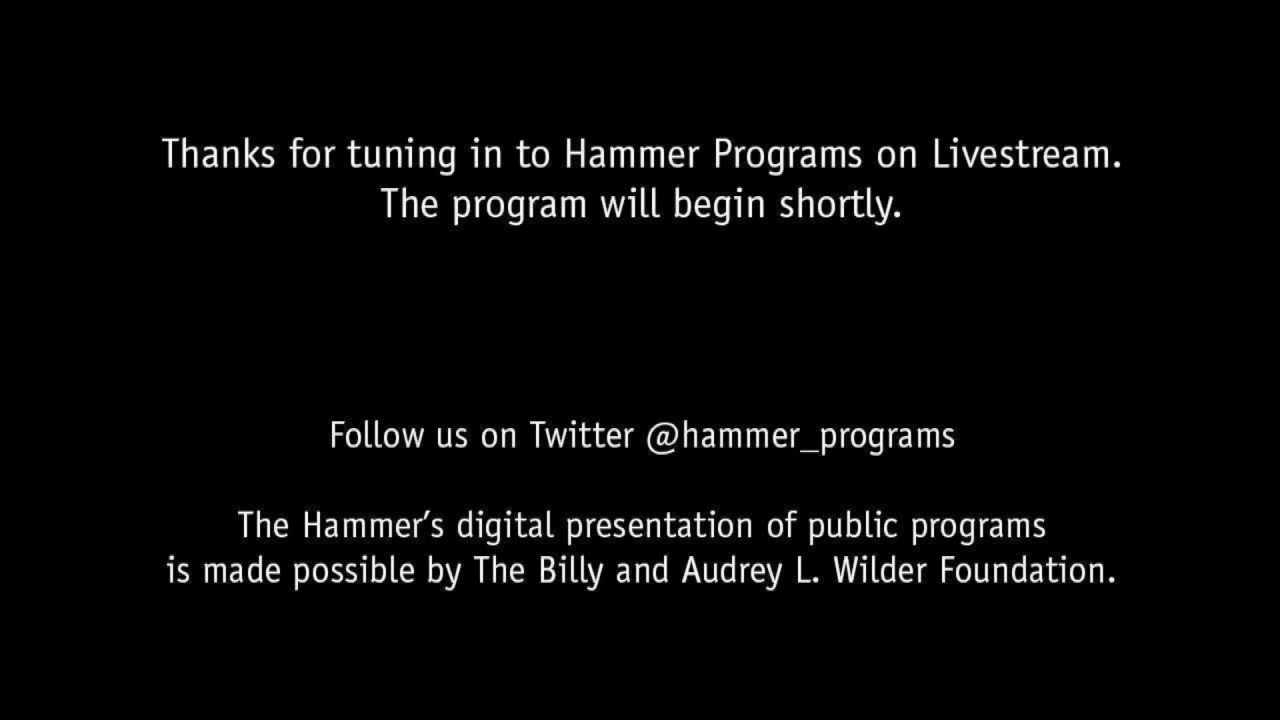 Thanks for tuning in to Hammer Programs on Livestream.
The program will begin shortly.
Follow us on Twitter @hammer_programs
The Hammer’s digital presentation of public programs
is made possible by The Billy and Audrey L. Wilder Foundation.